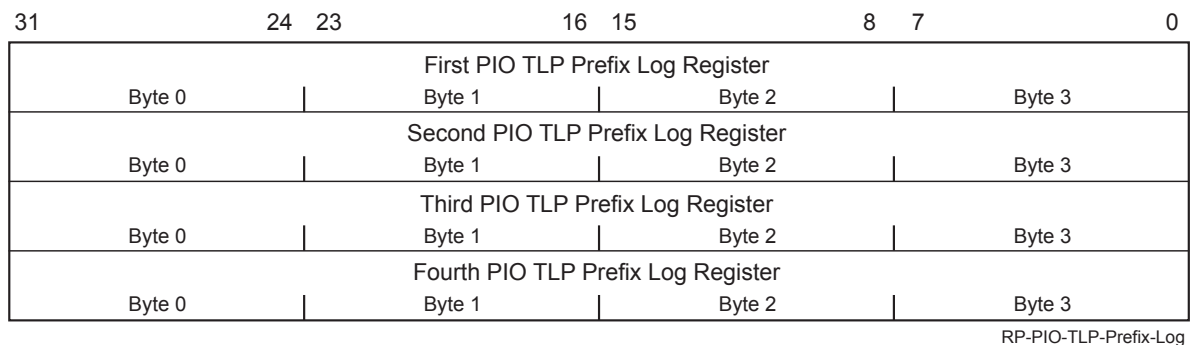 31 24 23 16 15 8 7 0
First PIO TLP Prefix Log Register
Byte 0 Byte 1 Byte 2 Byte 3
Second PIO TLP Prefix Log Register
Byte 0 Byte 1 Byte 2 Byte 3
Third PIO TLP Prefix Log Register
Byte 0 Byte 1 Byte 2 Byte 3
Fourth PIO TLP Prefix Log Register
Byte 0 Byte 1 Byte 2 Byte 3
RP-PIO-TLP-Prefix-Log